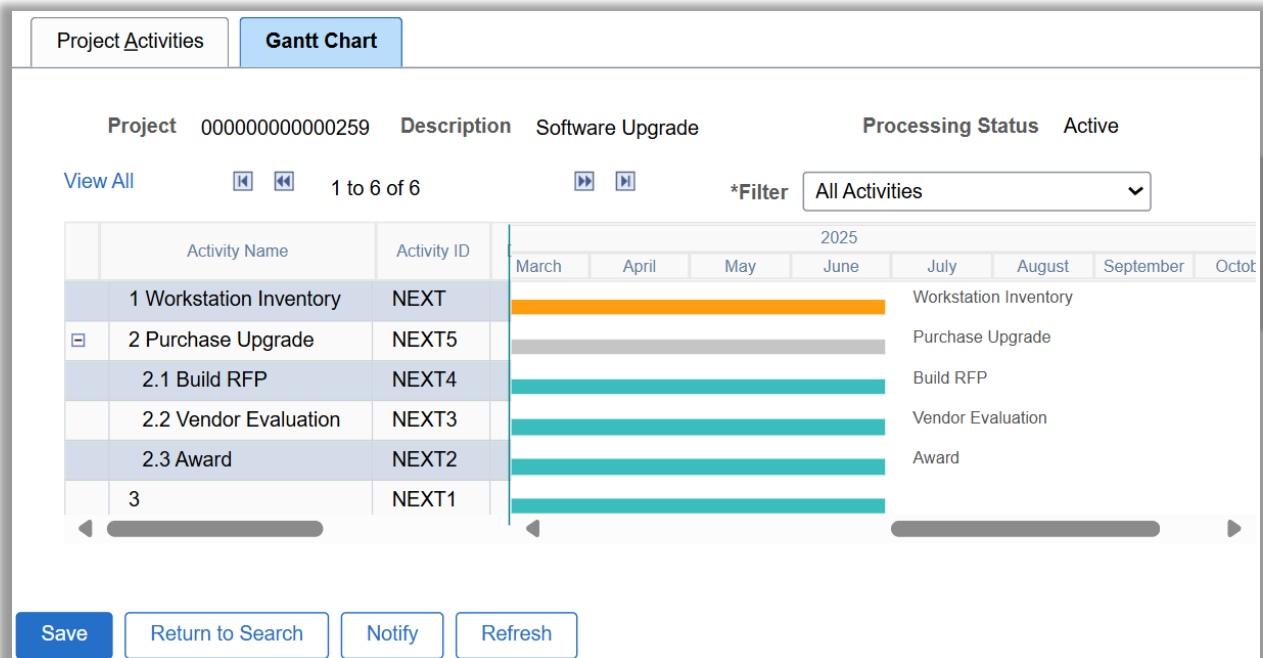 Project Activities
Gantt Chart
Project 000000000000259 Description Software Upgrade Processing Status Active
View All 1 to 6 of 6 *Filter All Activities
2025
Activity Name Activity ID
March April May June July August September Octob
1 Workstation Inventory NEXT Workstation Inventory
2 Purchase Upgrade NEXT5 Purchase Upgrade
2.1 Build RFP NEXT4 Build RFP
2.2 Vendor Evaluation NEXT3 Vendor Evaluation
2.3 Award NEXT2 Award
3 NEXT1
Save Return to Search Notify Refresh